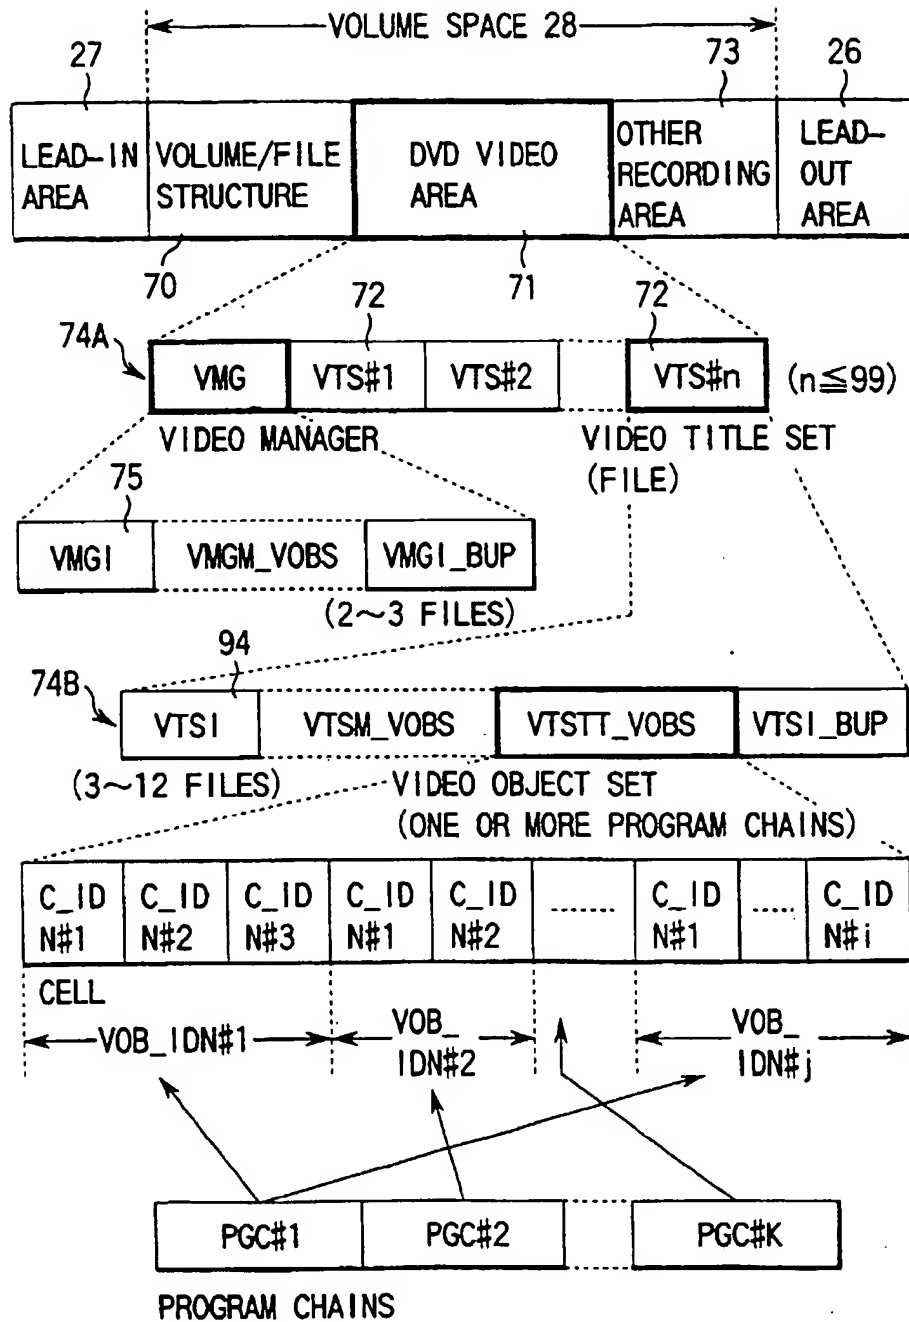 VOLUME SPACE 28
27
73
26
LEAD-IN AREA
VOLUME/FILE STRUCTURE
DVD VIDEO AREA
OTHER RECORDING AREA
LEAD-OUT AREA
70
71
72
72
74A
VMG
VTS#1
VTS#2
VTS#n
(n≦99)
VIDEO MANAGER
VIDEO TITLE SET
(FILE)
75
VMGI
VMGM_VOBS
VMGI_BUP
(2~3 FILES)
94
74B
VTSI
VTSM_VOBS
VTSTT_VOBS
VTSI_BUP
(3~12 FILES)
VIDEO OBJECT SET
(ONE OR MORE PROGRAM CHAINS)
C_ID N#1
C_ID N#2
C_ID N#3
C_ID N#1
C_ID N#2
........
C_ID N#1
.....
C_ID N#i
CELL
VOB_IDN#1
VOB_ IDN#2
VOB_ IDN#j
PGC#1
PGC#2
PGC#K
PROGRAM CHAINS